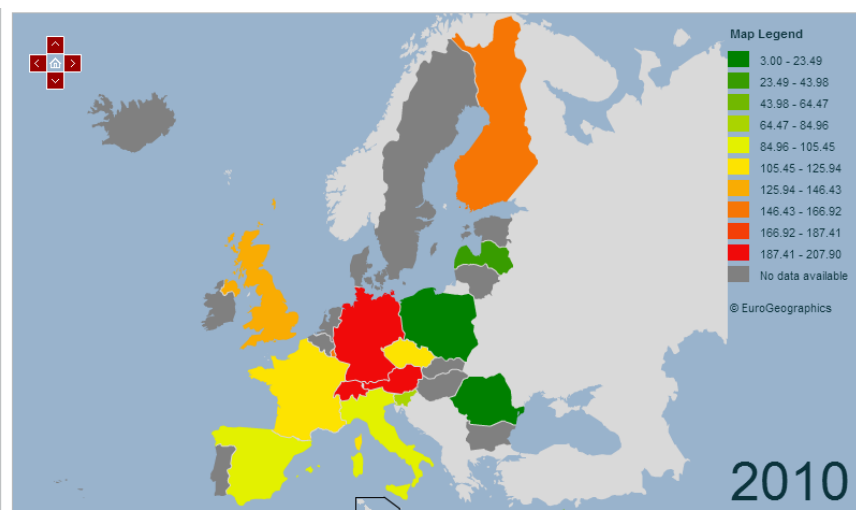 Map Legend
3.00 - 23.49
23.49 - 43.98
43.98 - 64.47
64.47 - 84.96
84.96 - 105.45
105.45 - 125.94
125.94 - 146.43
146.43 - 166.92
166.92 - 187.41
187.41 - 207.90
No data available
© EuroGeographics
2010